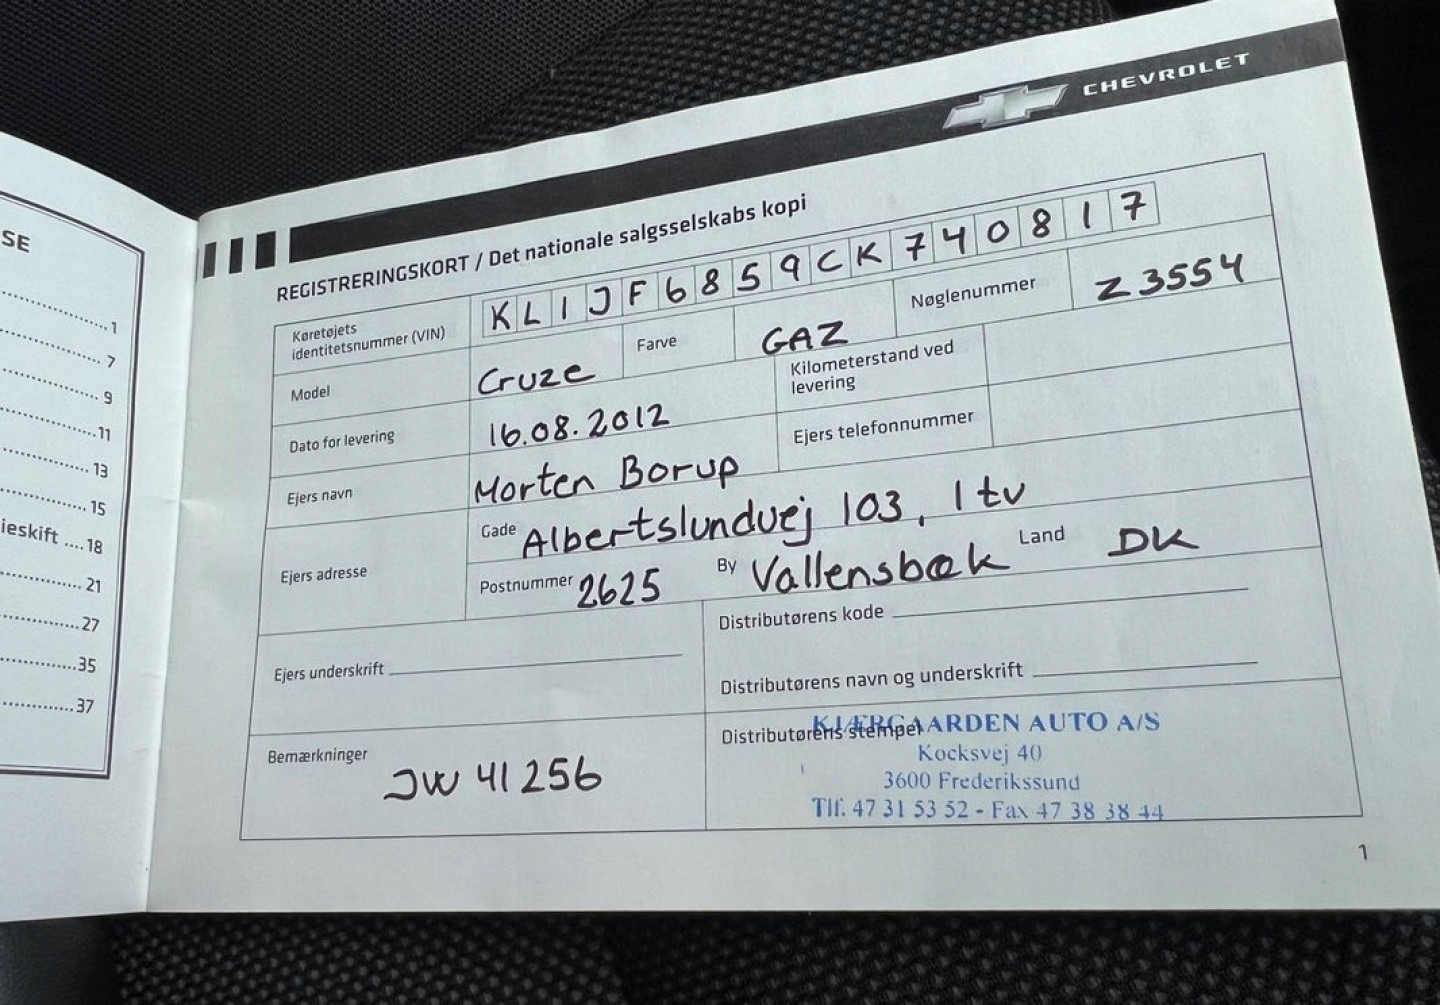 SE
1
7
9
11
13
15
ieskift ....18
21
27
35
37
CHEVROLET
REGISTRERINGSKORT / Det nationale salgsselskabs kopi
Køretøjets identitetsnummer (VIN) KL1JF6859CK740817
Model Cruze Farve GAZ Nøglenummer Z3554
Dato for levering 16.08.2012 Kilometerstand ved levering
Ejers navn Morten Borup Ejers telefonnummer
Ejers adresse
Gade Albertslundvej 103, 1 tv
Postnummer 2625 By Vallensbæk Land DK
Ejers underskrift
Distributørens kode
Distributørens navn og underskrift
Bemærkninger JW 41256
Distributørens stempel
KJÆRGAARDEN AUTO A/S
Kocksvej 40
3600 Frederikssund
Tlf. 47 31 53 52 - Fax 47 38 38 44
1